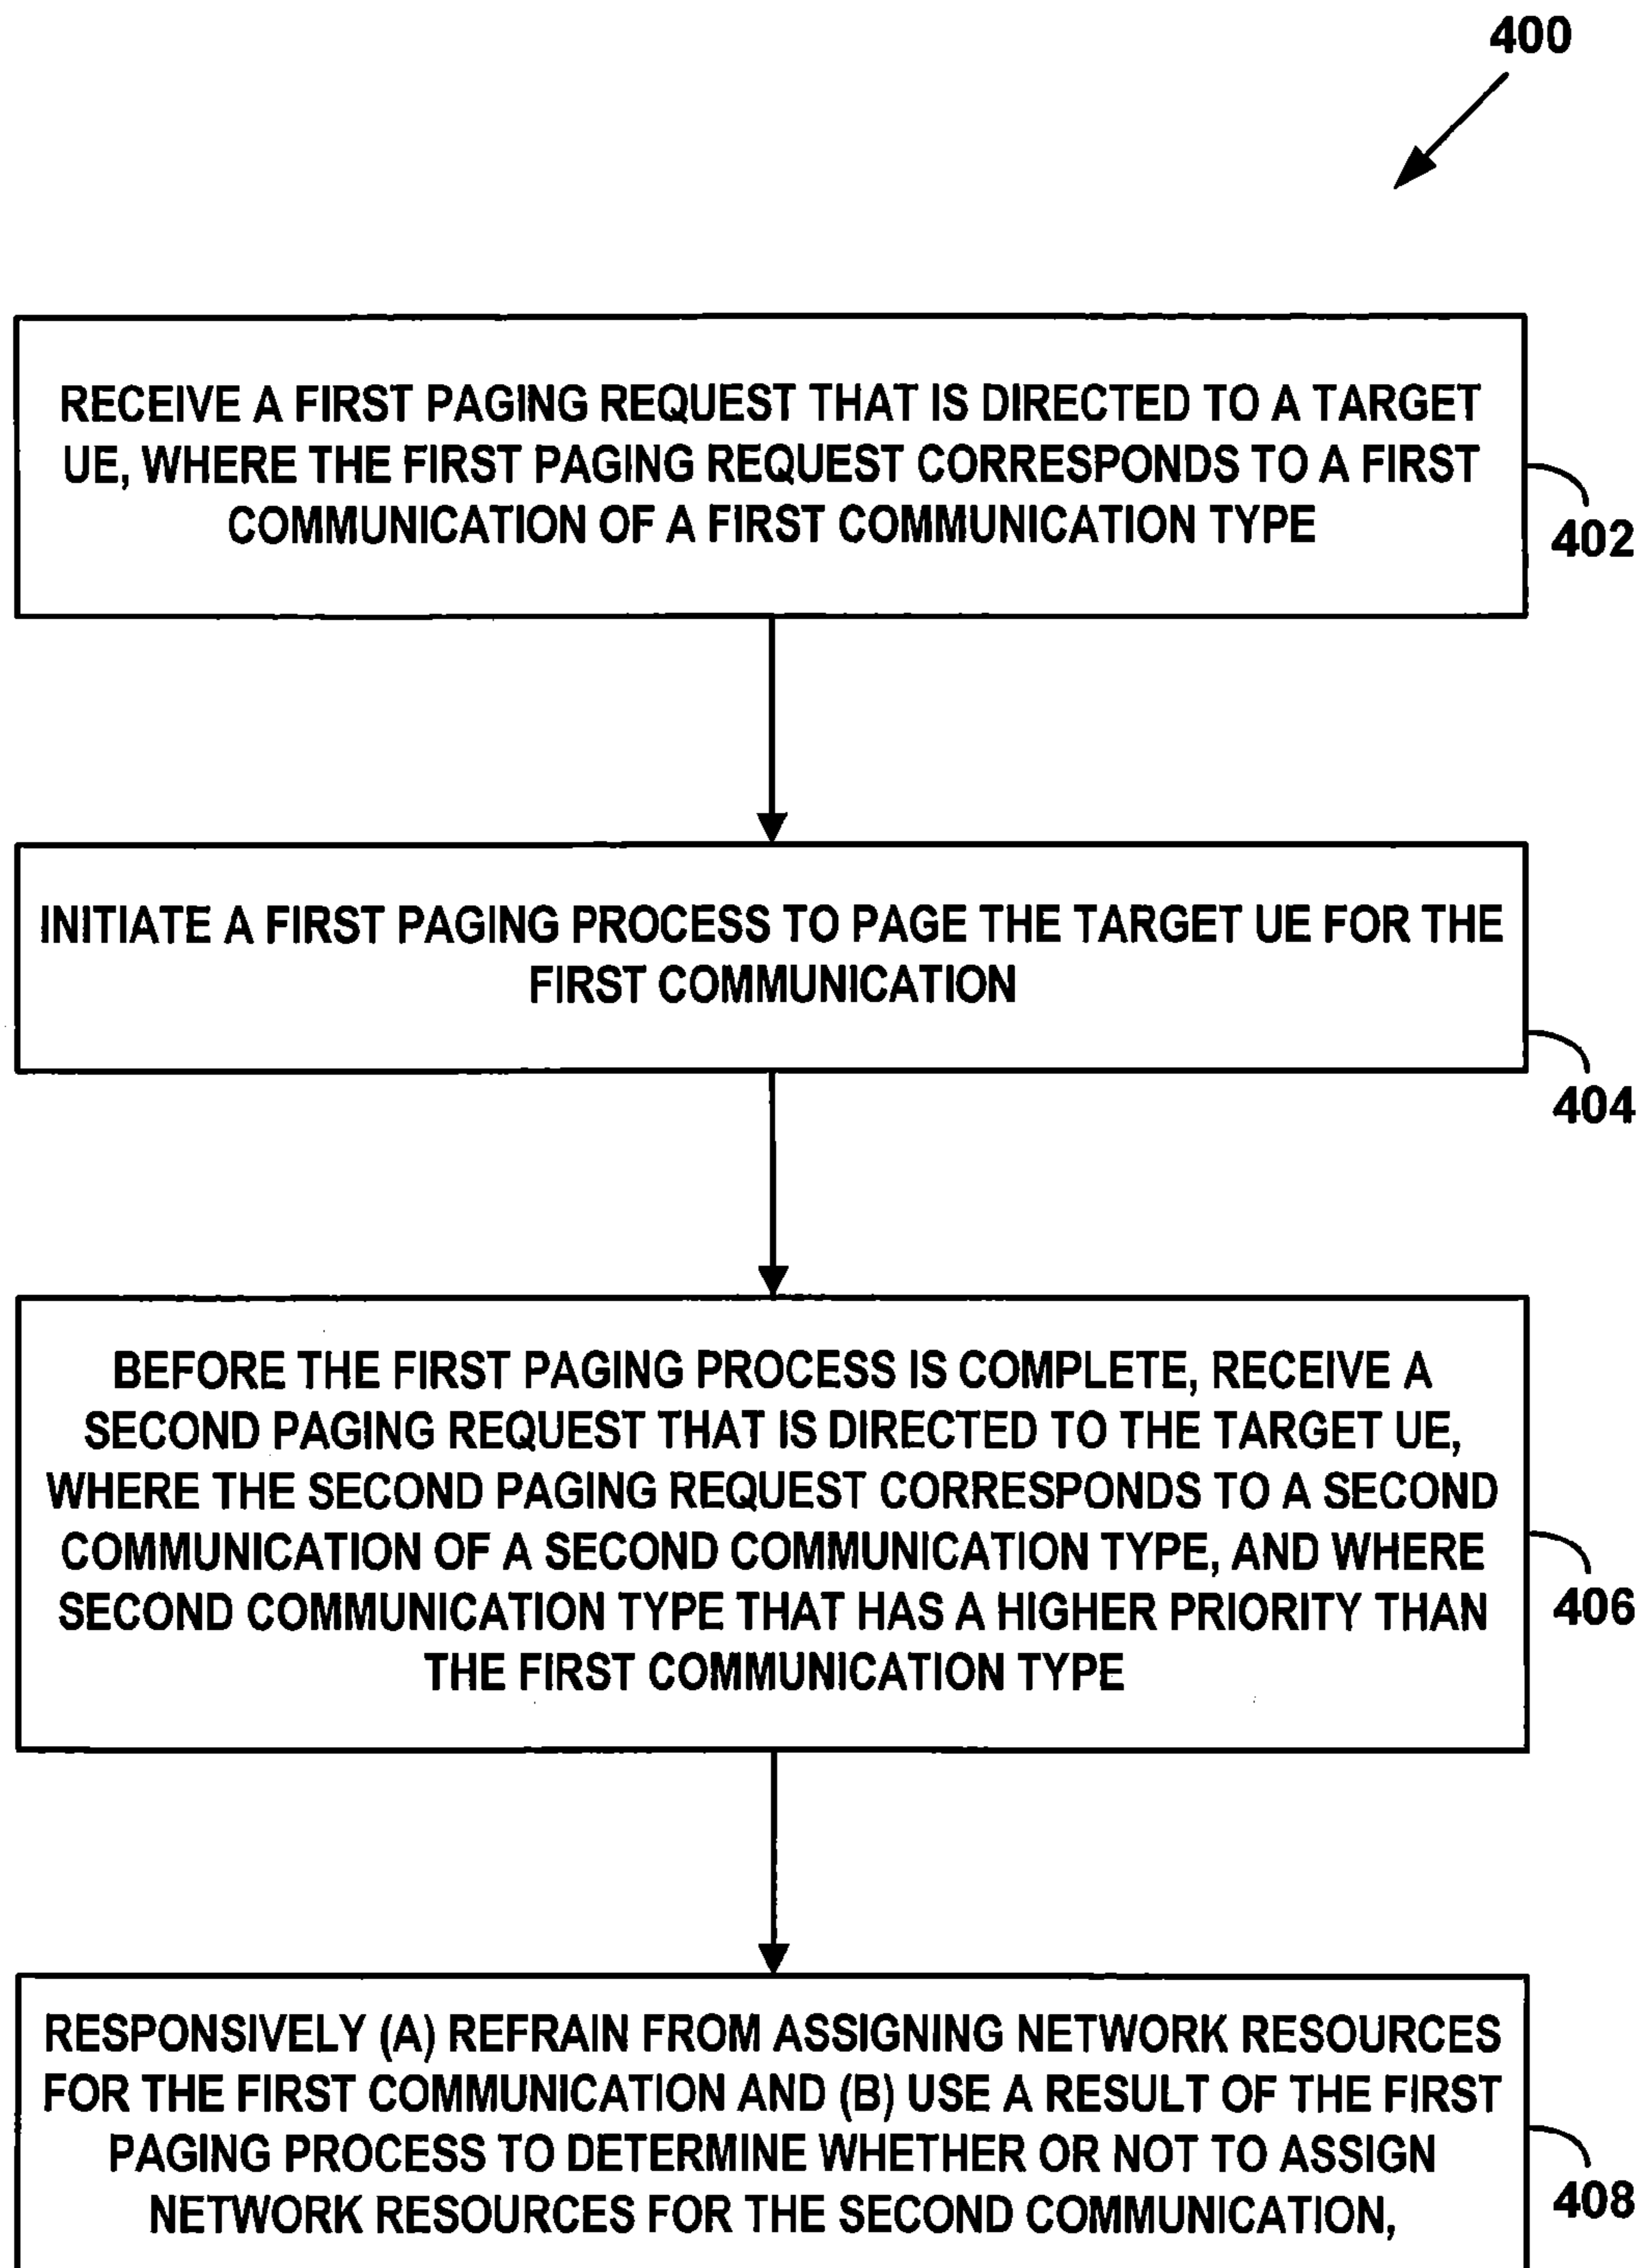 400
RECEIVE A FIRST PAGING REQUEST THAT IS DIRECTED TO A TARGET
UE, WHERE THE FIRST PAGING REQUEST CORRESPONDS TO A FIRST
COMMUNICATION OF A FIRST COMMUNICATION TYPE
402
INITIATE A FIRST PAGING PROCESS TO PAGE THE TARGET UE FOR THE
FIRST COMMUNICATION
404
BEFORE THE FIRST PAGING PROCESS IS COMPLETE, RECEIVE A
SECOND PAGING REQUEST THAT IS DIRECTED TO THE TARGET UE,
WHERE THE SECOND PAGING REQUEST CORRESPONDS TO A SECOND
COMMUNICATION OF A SECOND COMMUNICATION TYPE, AND WHERE
SECOND COMMUNICATION TYPE THAT HAS A HIGHER PRIORITY THAN
THE FIRST COMMUNICATION TYPE
406
RESPONSIVELY (A) REFRAIN FROM ASSIGNING NETWORK RESOURCES
FOR THE FIRST COMMUNICATION AND (B) USE A RESULT OF THE FIRST
PAGING PROCESS TO DETERMINE WHETHER OR NOT TO ASSIGN
NETWORK RESOURCES FOR THE SECOND COMMUNICATION,
408